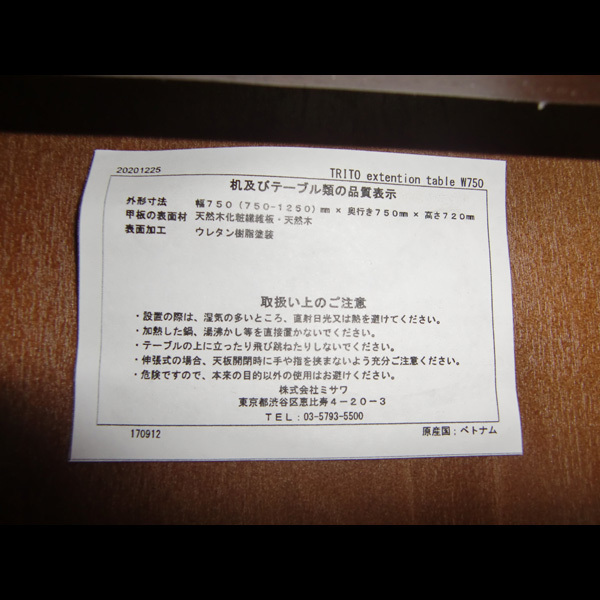 20201225
TRITO extention table W750
机及びテーブル類の品質表示
外形寸法 幅750(750-1250)mm × 奥行き750mm × 高さ720mm
甲板の表面材 天然木化粧繊維板・天然木
表面加工 ウレタン樹脂塗装
取扱い上のご注意
・設置の際は、湿気の多いところ、直射日光又は熱を避けてください。
・加熱した鍋、湯沸かし等を直接置かないでください。
・テーブルの上に立ったり飛び跳ねたりしないでください。
・伸張式の場合、天板開閉時に手や指を挟まないよう充分ご注意ください。
・危険ですので、本来の目的以外の使用はお避けください。
株式会社ミサワ
東京都渋谷区恵比寿4-20-3
TEL:03-5793-5500
170912
原産国:ベトナム